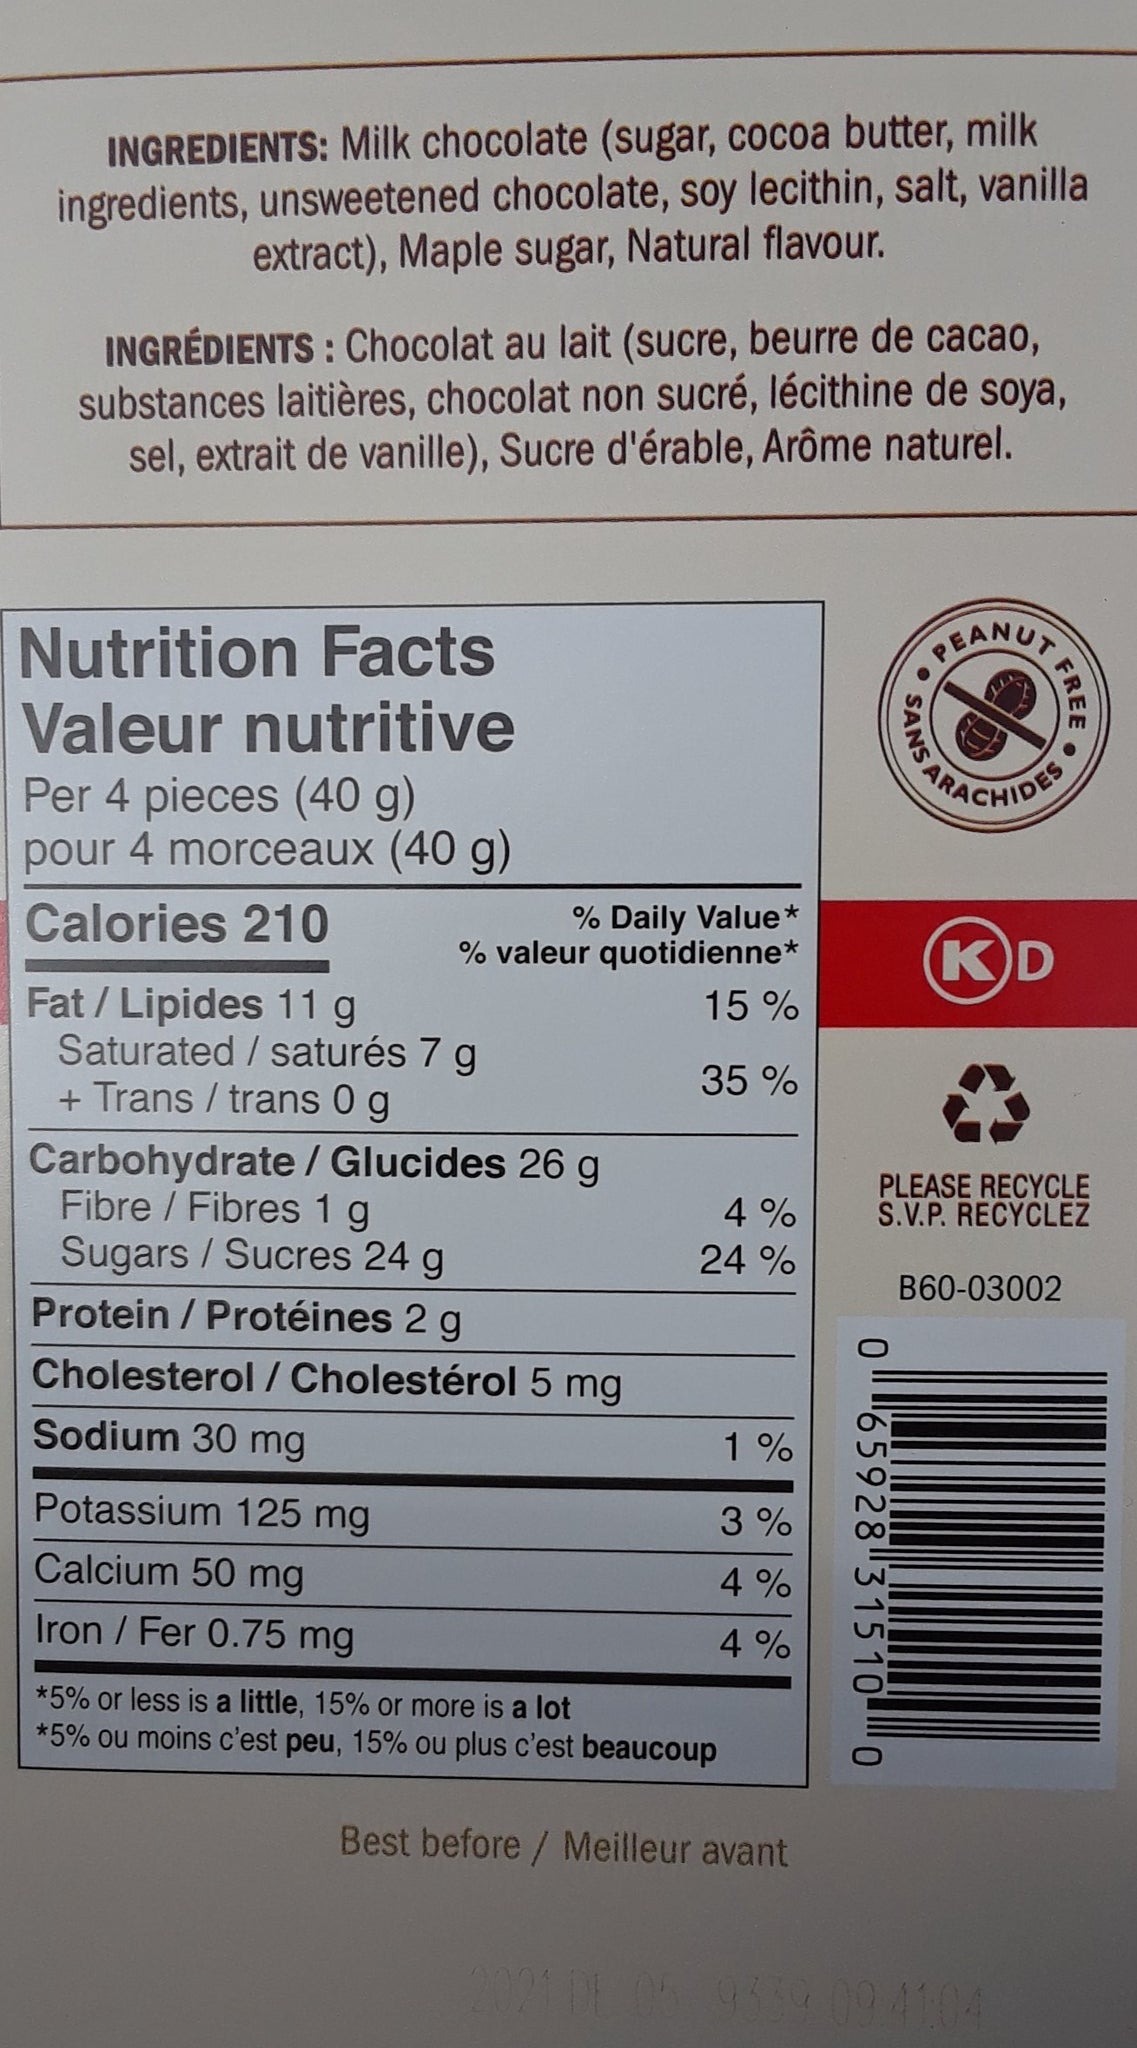 INGREDIENTS: Milk chocolate (sugar, cocoa butter, milk
ingredients, unsweetened chocolate, soy lecithin, salt, vanilla
extract), Maple sugar, Natural flavour.
INGRÉDIENTS : Chocolat au lait (sucre, beurre de cacao,
substances laitières, chocolat non sucré, lécithine de soya,
sel, extrait de vanille), Sucre d'érable, Arôme naturel.
Nutrition Facts
Valeur nutritive
Per 4 pieces (40 g)
pour 4 morceaux (40 g)
Calories 210
% Daily Value*
% valeur quotidienne*
Fat / Lipides 11 g 15 %
Saturated / saturés 7 g
+ Trans / trans 0 g 35 %
Carbohydrate / Glucides 26 g
Fibre / Fibres 1 g 4 %
Sugars / Sucres 24 g 24 %
Protein / Protéines 2 g
Cholesterol / Cholestérol 5 mg
Sodium 30 mg 1 %
Potassium 125 mg 3 %
Calcium 50 mg 4 %
Iron / Fer 0.75 mg 4 %
*5% or less is a little, 15% or more is a lot
*5% ou moins c'est peu, 15% ou plus c'est beaucoup
PEANUT FREE
SANS ARACHIDES
K D
PLEASE RECYCLE
S.V.P. RECYCLEZ
B60-03002
0 65928 31510 0
Best before / Meilleur avant
2021 DE 05 9339 09:41:04